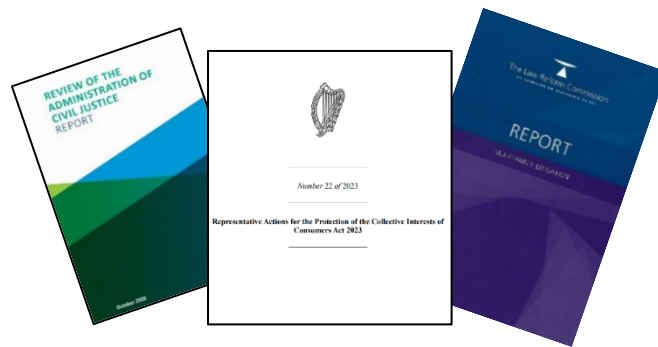 REVIEW OF THE
ADMINISTRATION OF
CIVIL JUSTICE
REPORT
October 2020
Number 22 of 2023
Representative Actions for the Protection of the Collective Interests of
Consumers Act 2023
The Law Reform Commission
REPORT
MULTI-PARTY LITIGATION